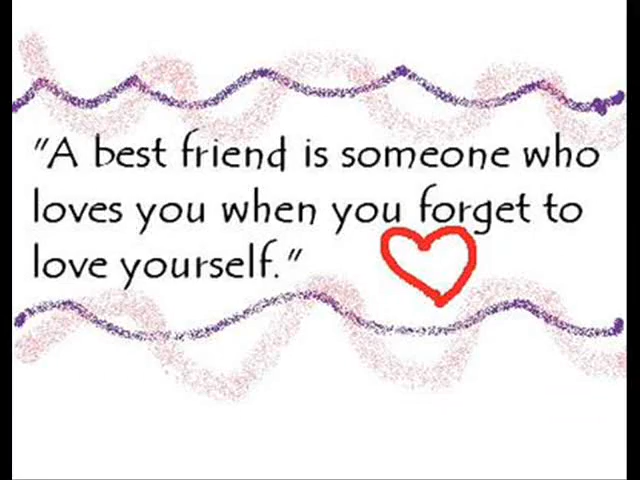 "A best friend is someone who
loves you when you forget to
love yourself."